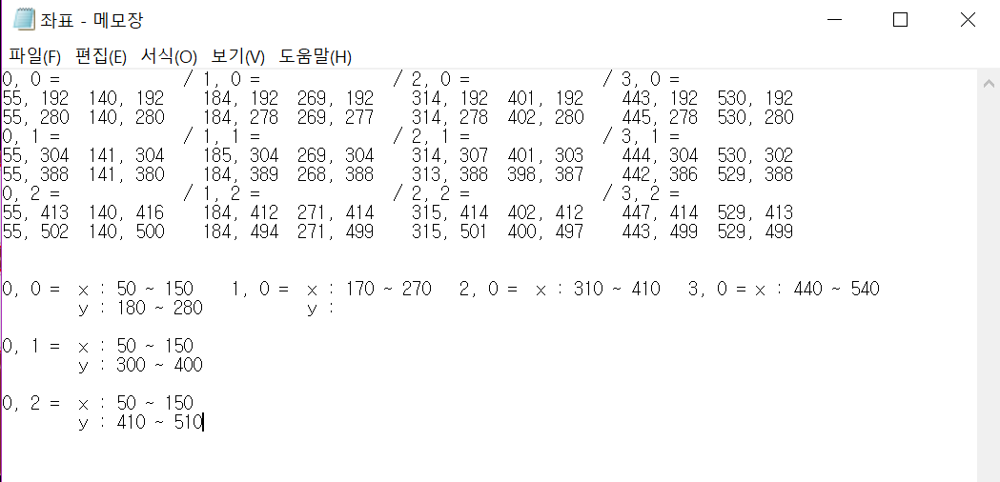 좌표 - 메모장
파일(F) 편집(E) 서식(O) 보기(V) 도움말(H)
0, 0 = / 1, 0 = / 2, 0 = / 3, 0 =
55, 192 140, 192 184, 192 269, 192 314, 192 401, 192 443, 192 530, 192
55, 280 140, 280 184, 278 269, 277 314, 278 402, 280 445, 278 530, 280
0, 1 = / 1, 1 = / 2, 1 = / 3, 1 =
55, 304 141, 304 185, 304 269, 304 314, 307 401, 303 444, 304 530, 302
55, 388 141, 380 184, 389 268, 388 313, 388 398, 387 442, 386 529, 388
0, 2 = / 1, 2 = / 2, 2 = / 3, 2 =
55, 413 140, 416 184, 412 271, 414 315, 414 402, 412 447, 414 529, 413
55, 502 140, 500 184, 494 271, 499 315, 501 400, 497 443, 499 529, 499
0, 0 = x : 50 ~ 150 1, 0 = x : 170 ~ 270 2, 0 = x : 310 ~ 410 3, 0 = x : 440 ~ 540
y : 180 ~ 280 y :
0, 1 = x : 50 ~ 150
y : 300 ~ 400
0, 2 = x : 50 ~ 150
y : 410 ~ 510